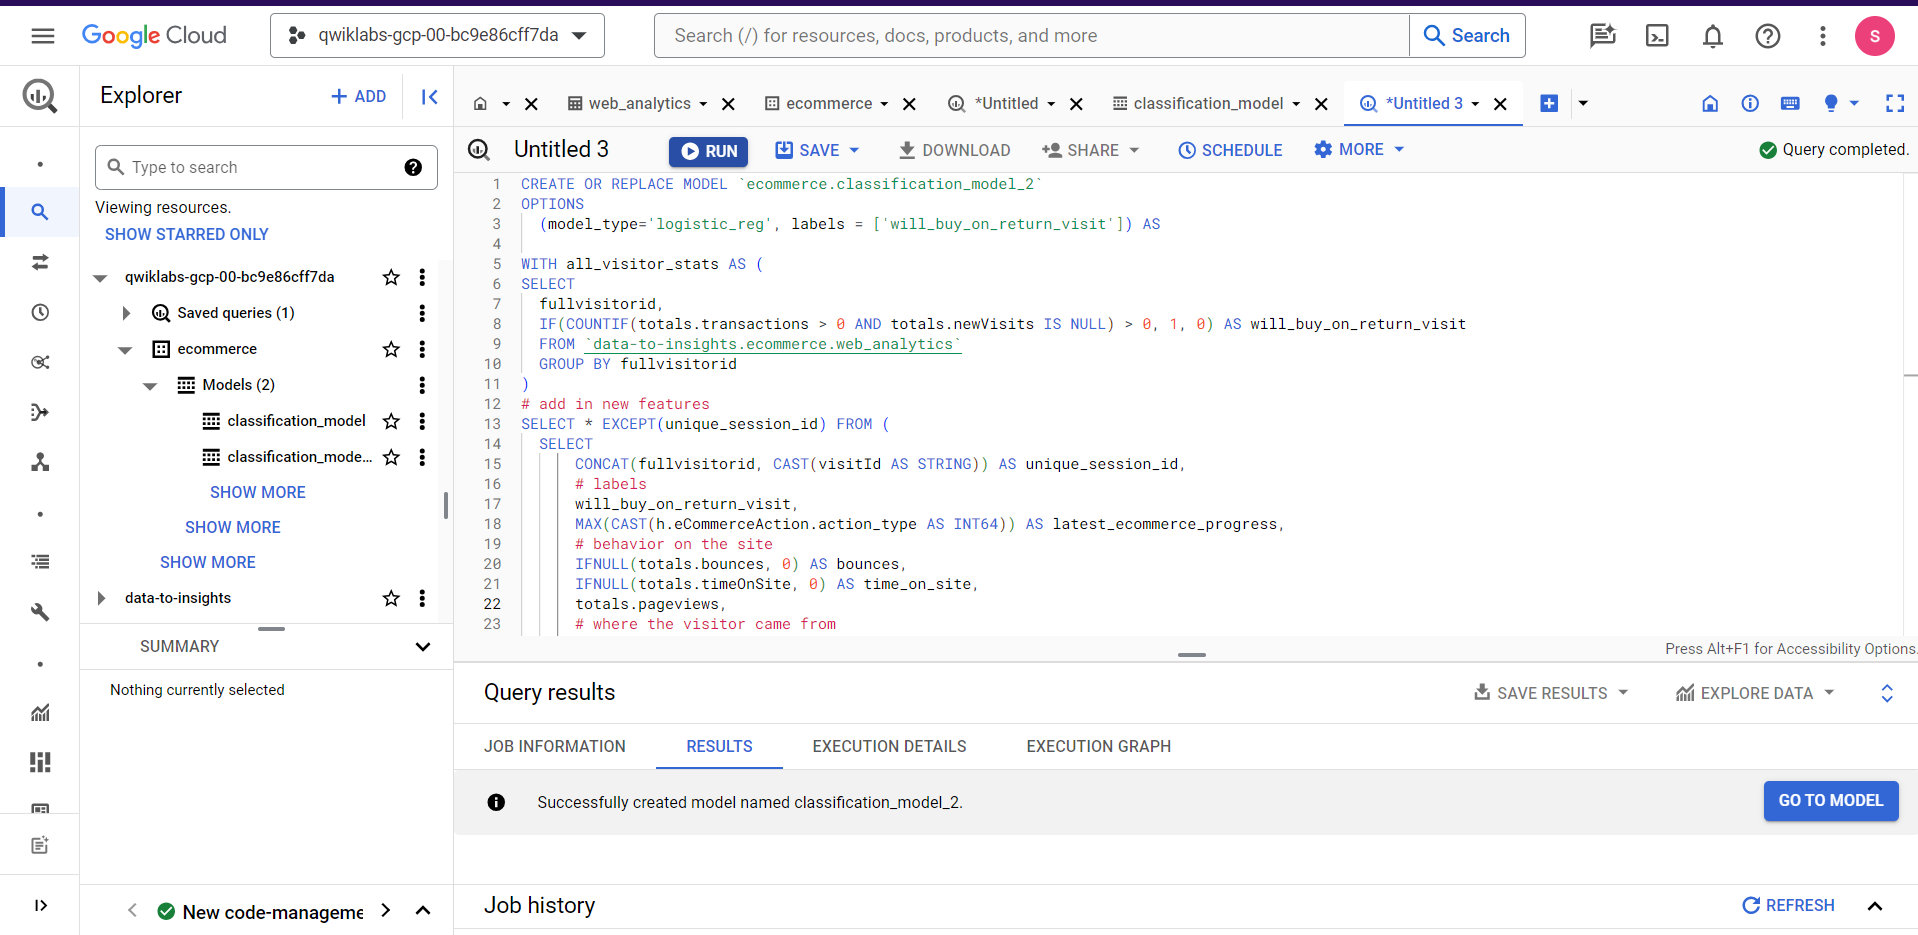 Google Cloud
qwiklabs-gcp-00-bc9e86cff7da
Search (/) for resources, docs, products, and more
Search
S
Explorer
+ ADD
Type to search
Viewing resources.
SHOW STARRED ONLY
qwiklabs-gcp-00-bc9e86cff7da
Saved queries (1)
ecommerce
Models (2)
classification_model
classification_mode...
SHOW MORE
SHOW MORE
SHOW MORE
data-to-insights
SUMMARY
Nothing currently selected
New code-manageme
web_analytics
ecommerce
*Untitled
classification_model
*Untitled 3
Untitled 3
RUN
SAVE
DOWNLOAD
SHARE
SCHEDULE
MORE
Query completed.
1 CREATE OR REPLACE MODEL `ecommerce.classification_model_2`
2 OPTIONS
3 (model_type='logistic_reg', labels = ['will_buy_on_return_visit']) AS
4
5 WITH all_visitor_stats AS (
6 SELECT
7 fullvisitorid,
8 IF(COUNTIF(totals.transactions > 0 AND totals.newVisits IS NULL) > 0, 1, 0) AS will_buy_on_return_visit
9 FROM `data-to-insights.ecommerce.web_analytics`
10 GROUP BY fullvisitorid
11 )
12 # add in new features
13 SELECT * EXCEPT(unique_session_id) FROM (
14 SELECT
15 CONCAT(fullvisitorid, CAST(visitId AS STRING)) AS unique_session_id,
16 # labels
17 will_buy_on_return_visit,
18 MAX(CAST(h.eCommerceAction.action_type AS INT64)) AS latest_ecommerce_progress,
19 # behavior on the site
20 IFNULL(totals.bounces, 0) AS bounces,
21 IFNULL(totals.timeOnSite, 0) AS time_on_site,
22 totals.pageviews,
23 # where the visitor came from
Press Alt+F1 for Accessibility Options.
Query results
SAVE RESULTS
EXPLORE DATA
JOB INFORMATION
RESULTS
EXECUTION DETAILS
EXECUTION GRAPH
Successfully created model named classification_model_2.
GO TO MODEL
Job history
REFRESH